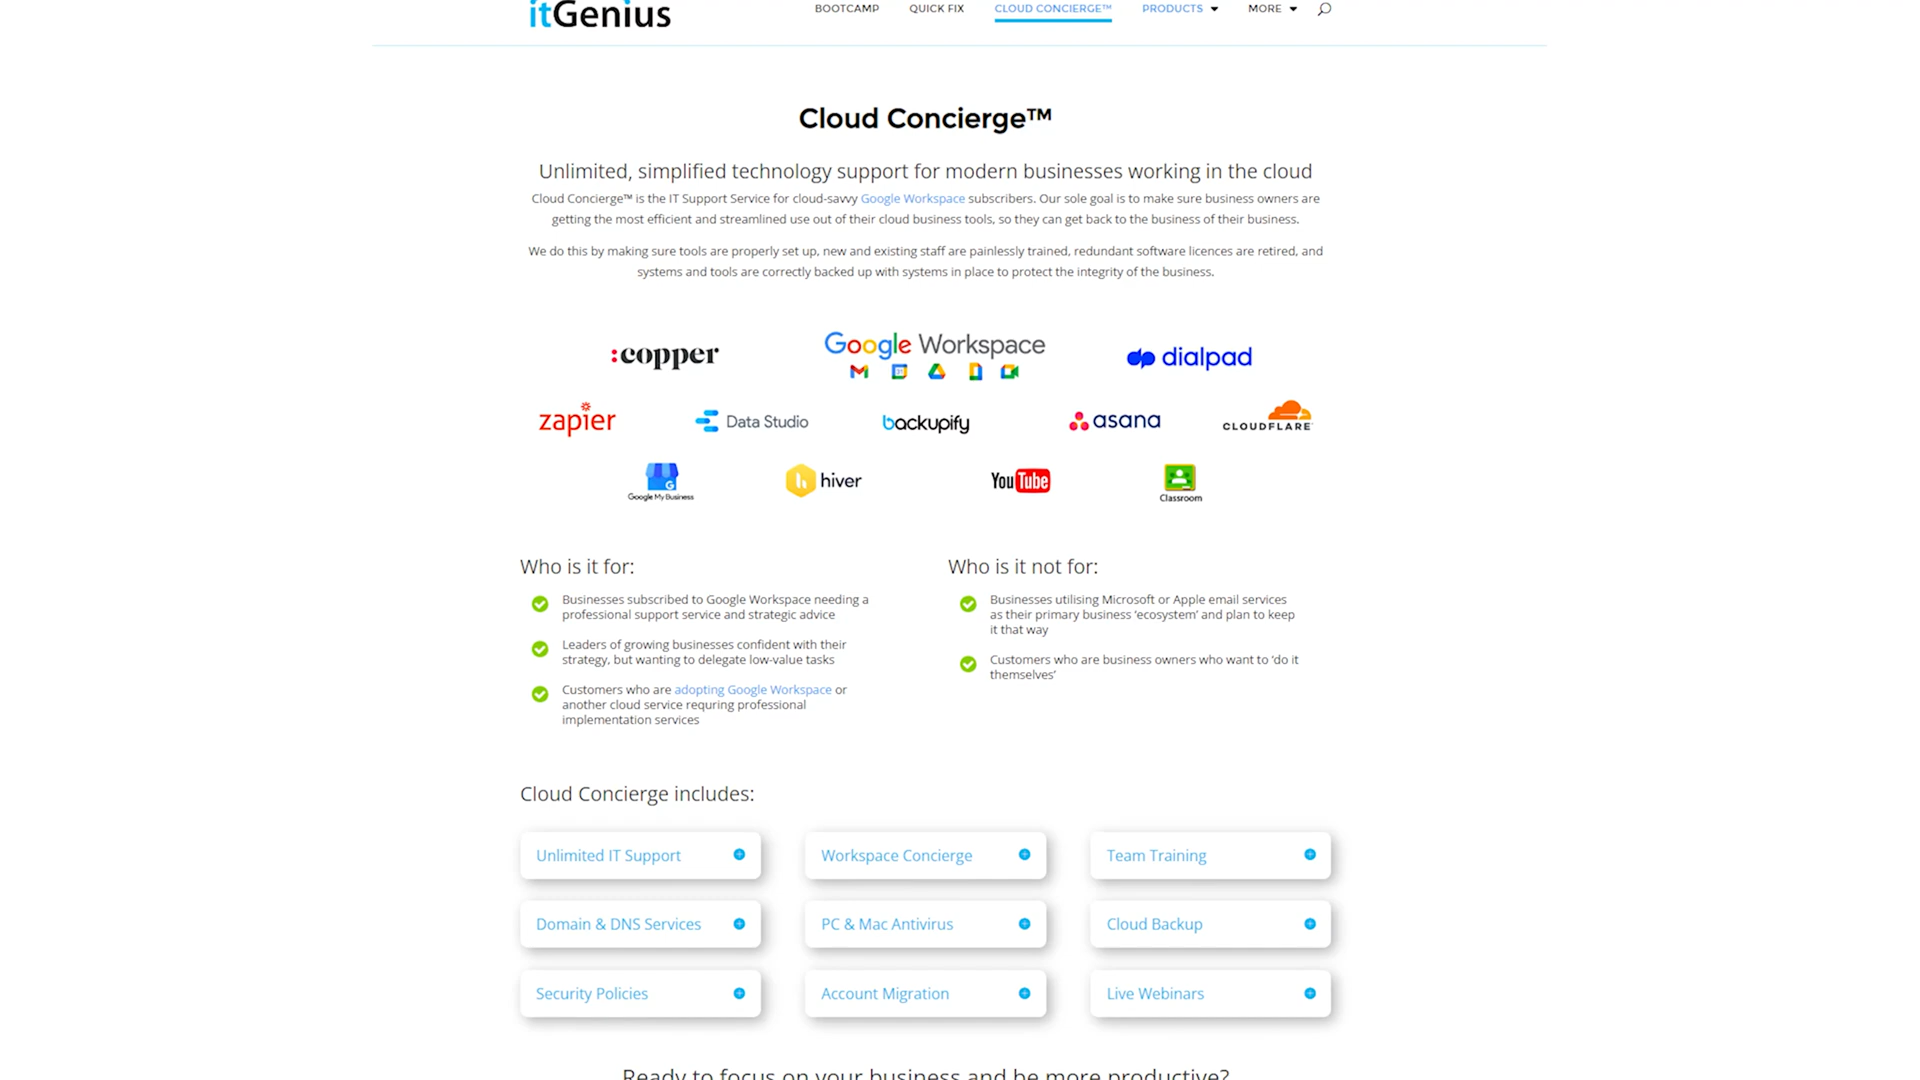 itGenius
BOOTCAMP QUICK FIX CLOUD CONCIERGE™ PRODUCTS MORE
Cloud Concierge™
Unlimited, simplified technology support for modern businesses working in the cloud
Cloud Concierge™ is the IT Support Service for cloud-savvy Google Workspace subscribers. Our sole goal is to make sure business owners are
getting the most efficient and streamlined use out of their cloud business tools, so they can get back to the business of their business.
We do this by making sure tools are properly set up, new and existing staff are painlessly trained, redundant software licences are retired, and
systems and tools are correctly backed up with systems in place to protect the integrity of the business.
:copper Google Workspace dialpad
zapier Data Studio backupify asana CLOUDFLARE
Google My Business hiver YouTube Classroom
Who is it for:
Businesses subscribed to Google Workspace needing a
professional support service and strategic advice
Leaders of growing businesses confident with their
strategy, but wanting to delegate low-value tasks
Customers who are adopting Google Workspace or
another cloud service requring professional
implementation services
Who is it not for:
Businesses utilising Microsoft or Apple email services
as their primary business ‘ecosystem’ and plan to keep
it that way
Customers who are business owners who want to ‘do it
themselves’
Cloud Concierge includes:
Unlimited IT Support Workspace Concierge Team Training
Domain & DNS Services PC & Mac Antivirus Cloud Backup
Security Policies Account Migration Live Webinars
Ready to focus on your business and be more productive?